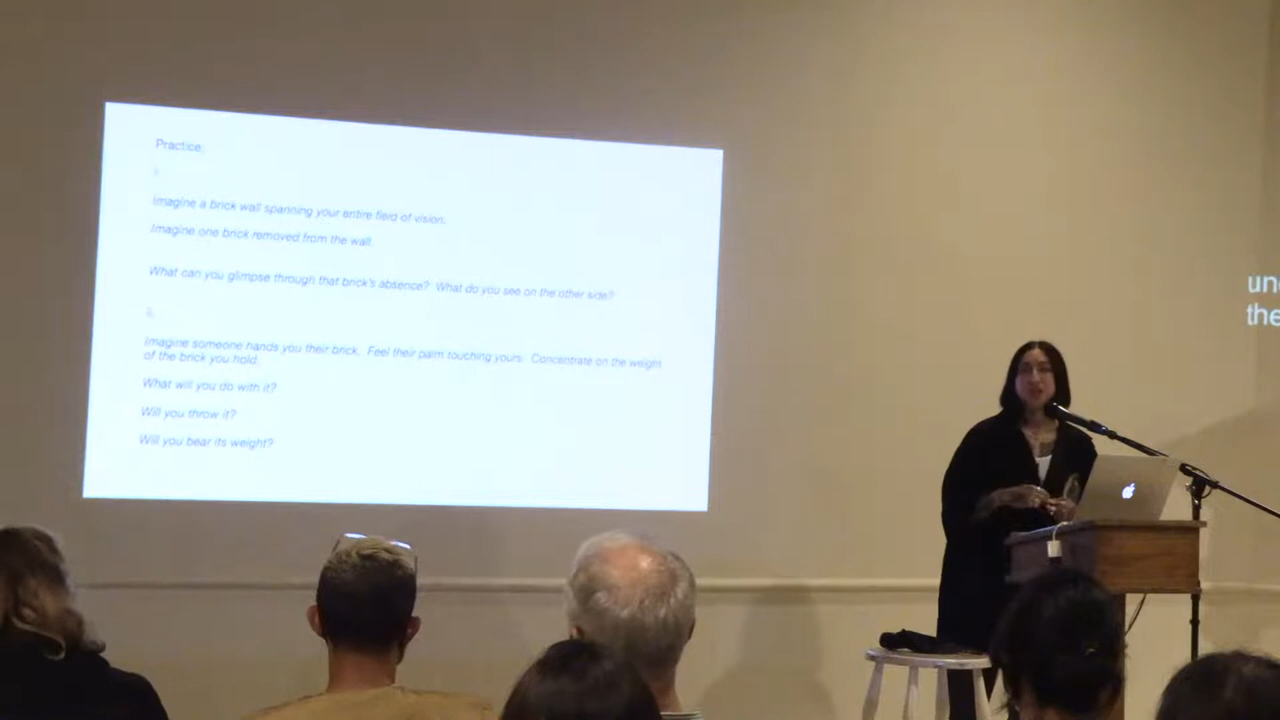 Practice:
i.
Imagine a brick wall spanning your entire field of vision.
Imagine one brick removed from the wall.
What can you glimpse through that brick's absence? What do you see on the other side?
ii.
Imagine someone hands you their brick. Feel their palm touching yours. Concentrate on the weight
of the brick you hold.
What will you do with it?
Will you throw it?
Will you bear its weight?
the